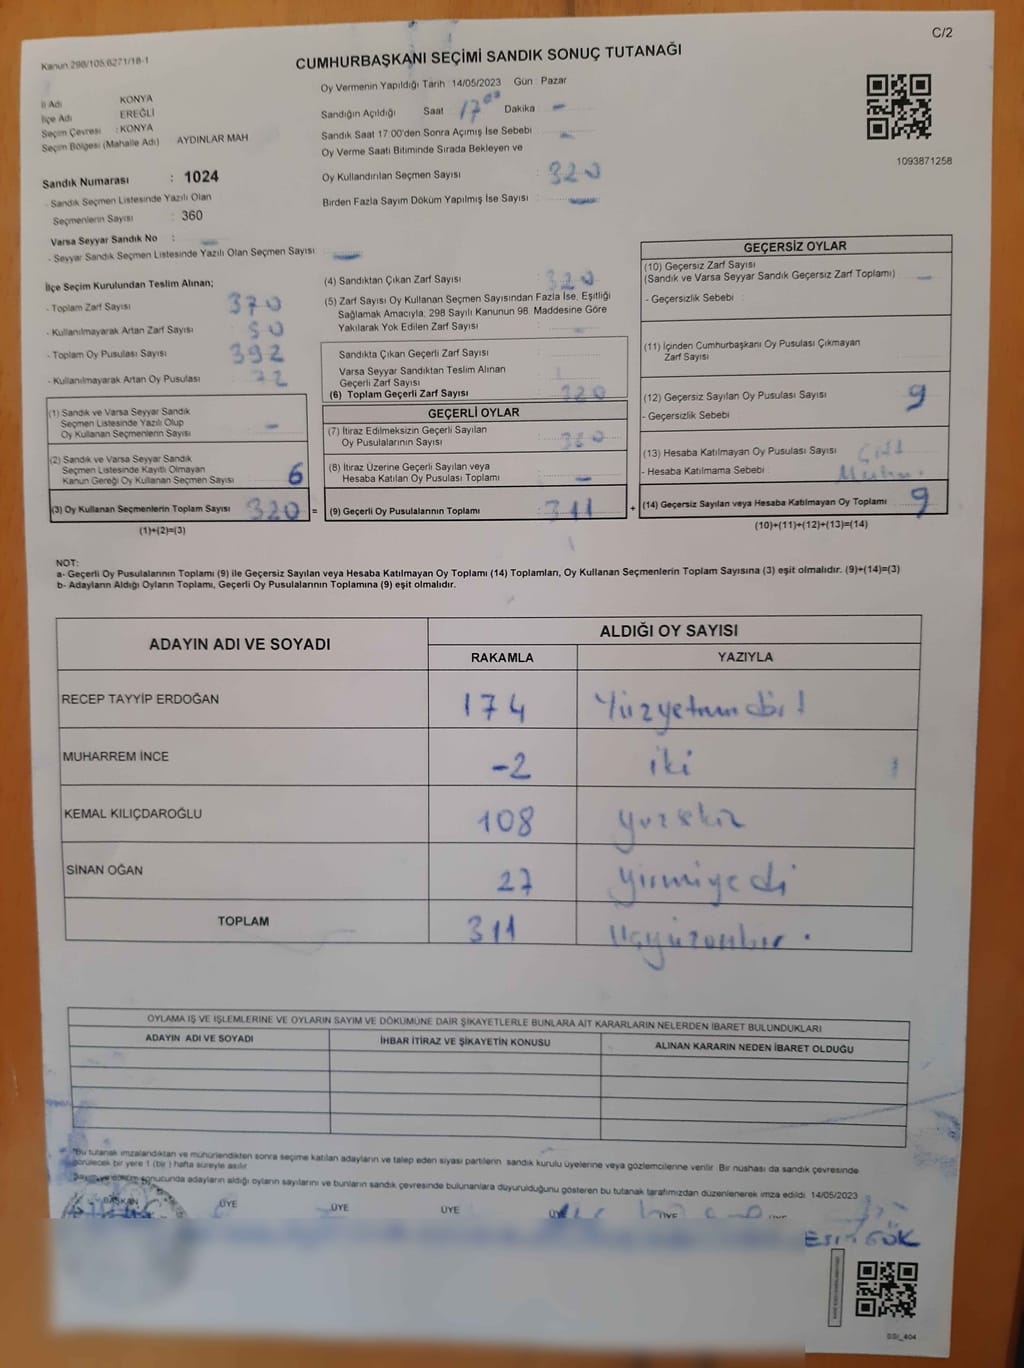 C/2
Kanun 298/105,6271/18-1
CUMHURBAŞKANI SEÇİMİ SANDIK SONUÇ TUTANAĞI
Oy Vermenin Yapıldığı Tarih 14/05/2023 Gün Pazar
İl Adı KONYA
İlçe Adı EREĞLİ
Seçim Çevresi : KONYA
Seçim Bölgesi (Mahalle Adı) AYDINLAR MAH
Sandık Numarası : 1024
- Sandık Seçmen Listesinde Yazılı Olan
Seçmenlerin Sayısı : 360
Varsa Seyyar Sandık No : -
- Seyyar Sandık Seçmen Listesinde Yazılı Olan Seçmen Sayısı: -
Sandığın Açıldığı Saat 17 00 Dakika -
Sandık Saat 17:00'den Sonra Açımış İse Sebebi -
Oy Verme Saati Bitiminde Sırada Bekleyen ve
Oy Kullandırılan Seçmen Sayısı : 320
Birden Fazla Sayım Döküm Yapılmış İse Sayısı -
1093871258
İlçe Seçim Kurulundan Teslim Alınan;
- Toplam Zarf Sayısı 370
- Kullanılmayarak Artan Zarf Sayısı 50
- Toplam Oy Pusulası Sayısı 392
- Kullanılmayarak Artan Oy Pusulası 72
(1) Sandık ve Varsa Seyyar Sandık
Seçmen Listesinde Yazılı Olup
Oy Kullanan Seçmenlerin Sayısı -
(2) Sandık ve Varsa Seyyar Sandık
Seçmen Listesinde Kayıtlı Olmayan
Kanun Gereği Oy Kullanan Seçmen Sayısı 6
(3) Oy Kullanan Seçmenlerin Toplam Sayısı 320 =
(1)+(2)=(3)
(4) Sandıktan Çıkan Zarf Sayısı : 320
(5) Zarf Sayısı Oy Kullanan Seçmen Sayısından Fazla İse, Eşitliği
Sağlamak Amacıyla, 298 Sayılı Kanunun 98. Maddesine Göre
Yakılarak Yok Edilen Zarf Sayısı : -
Sandıkta Çıkan Geçerli Zarf Sayısı :
Varsa Seyyar Sandıktan Teslim Alınan
Geçerli Zarf Sayısı :
(6) Toplam Geçerli Zarf Sayısı 320
GEÇERLİ OYLAR
(7) İtiraz Edilmeksizin Geçerli Sayılan
Oy Pusulalarının Sayısı :
(8) İtiraz Üzerine Geçerli Sayılan veya
Hesaba Katılan Oy Pusulası Toplamı -
(9) Geçerli Oy Pusulalarının Toplamı : 311 +
GEÇERSİZ OYLAR
(10) Geçersiz Zarf Sayısı
(Sandık ve Varsa Seyyar Sandık Geçersiz Zarf Toplamı) -
- Geçersizlik Sebebi :
(11) İçinden Cumhurbaşkanı Oy Pusulası Çıkmayan
Zarf Sayısı
(12) Geçersiz Sayılan Oy Pusulası Sayısı 9
- Geçersizlik Sebebi :
(13) Hesaba Katılmayan Oy Pusulası Sayısı :
- Hesaba Katılmama Sebebi :
(14) Geçersiz Sayılan veya Hesaba Katılmayan Oy Toplamı 9
(10)+(11)+(12)+(13)=(14)
NOT:
a- Geçerli Oy Pusulalarının Toplamı (9) ile Geçersiz Sayılan veya Hesaba Katılmayan Oy Toplamı (14) Toplamları, Oy Kullanan Seçmenlerin Toplam Sayısına (3) eşit olmalıdır. (9)+(14)=(3)
b- Adayların Aldığı Oyların Toplamı, Geçerli Oy Pusulalarının Toplamına (9) eşit olmalıdır.
ADAYIN ADI VE SOYADI ALDIĞI OY SAYISI
RAKAMLA YAZIYLA
RECEP TAYYİP ERDOĞAN 174
MUHARREM İNCE -2 iki
KEMAL KILIÇDAROĞLU 108
SİNAN OĞAN 27 yirmiyedi
TOPLAM 311
OYLAMA İŞ VE İŞLEMLERİNE VE OYLARIN SAYIM VE DÖKÜMÜNE DAİR ŞİKAYETLERLE BUNLARA AİT KARARLARIN NELERDEN İBARET BULUNDUKLARI
ADAYIN ADI VE SOYADI İHBAR İTİRAZ VE ŞİKAYETİN KONUSU ALINAN KARARIN NEDEN İBARET OLDUĞU
*Bu tutanak imzalandıktan ve mühürlendikten sonra seçime katılan adayların ve talep eden siyasi partilerin sandık kurulu üyelerine veya gözlemcilerine verilir. Bir nüshası da sandık çevresinde
görülecek bir yere 1 (bir) hafta süreyle asılır
Sayım ve döküm sonucunda adayların aldığı oyların sayılarını ve bunların sandık çevresinde bulunanlara duyurulduğunu gösteren bu tutanak tarafımızdan düzenlenerek imza edildi. 14/05/2023
BAŞKAN ÜYE ÜYE ÜYE ÜYE ÜYE
GÖK
SSİ_404